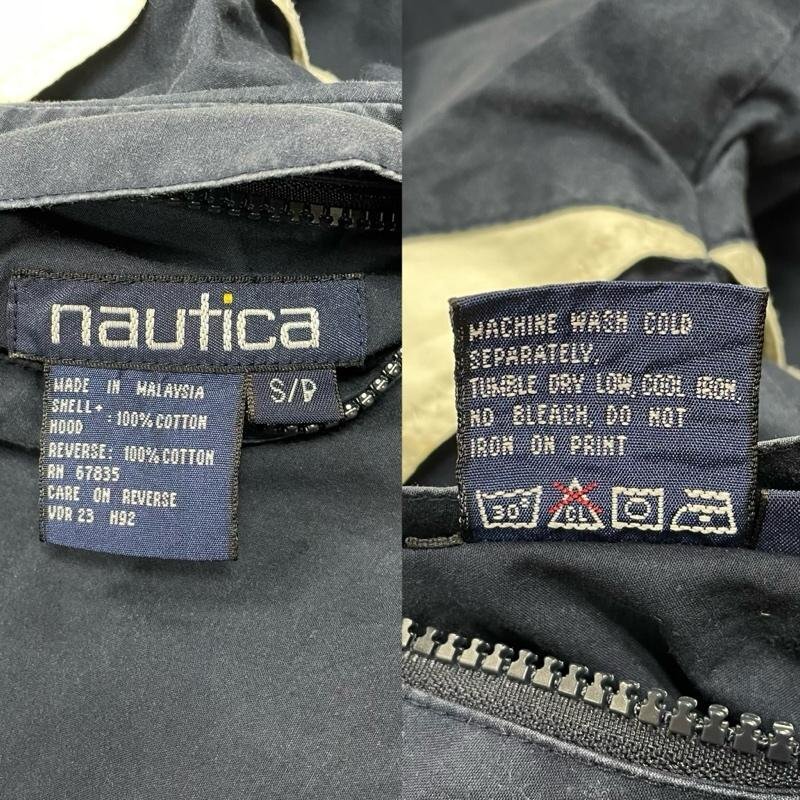 nautica
S/P
MADE IN MALAYSIA
SHELL+
HOOD : 100% COTTON
REVERSE: 100% COTTON
RN 67835
CARE ON REVERSE
VDR 23 H92
MACHINE WASH COLD
SEPARATELY.
TUMBLE DRY LOW, COOL IRON.
NO BLEACH, DO NOT
IRON ON PRINT
30° CL